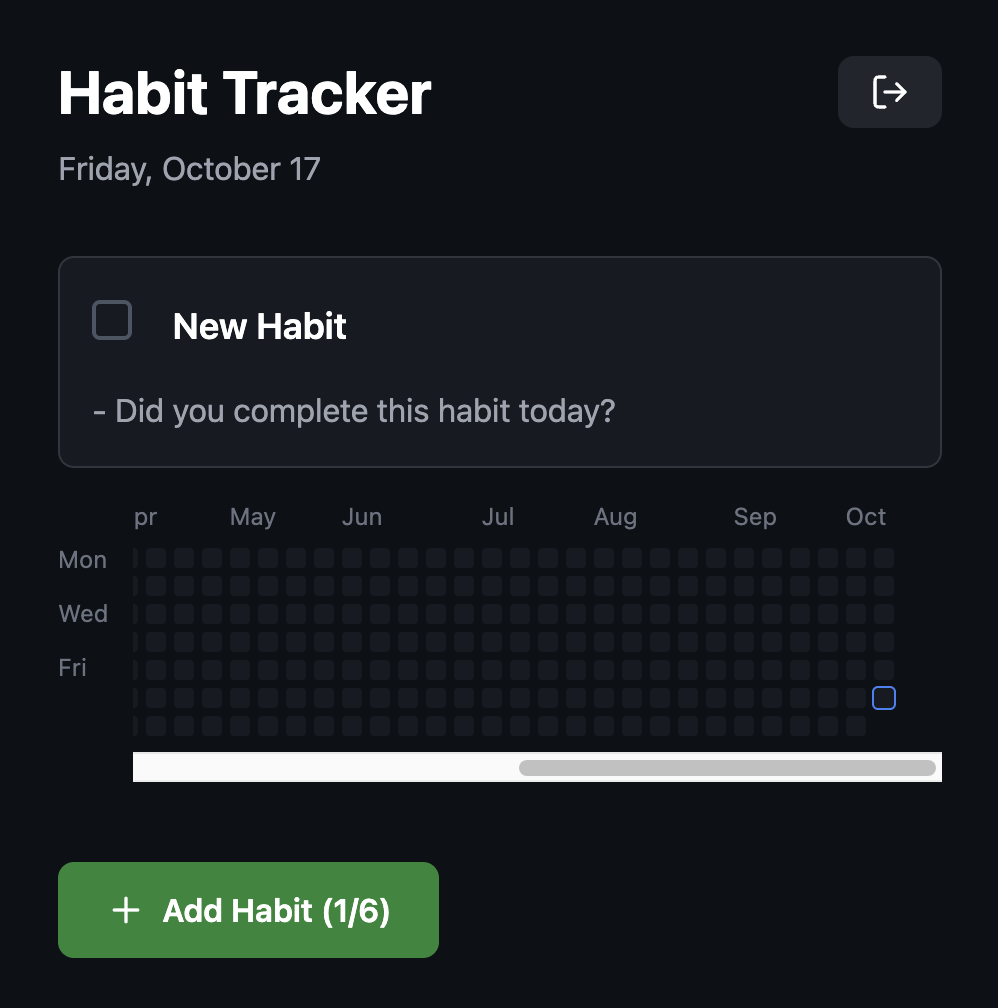 Habit Tracker
Friday, October 17
New Habit
- Did you complete this habit today?
pr May Jun Jul Aug Sep Oct
Mon
Wed
Fri
+ Add Habit (1/6)